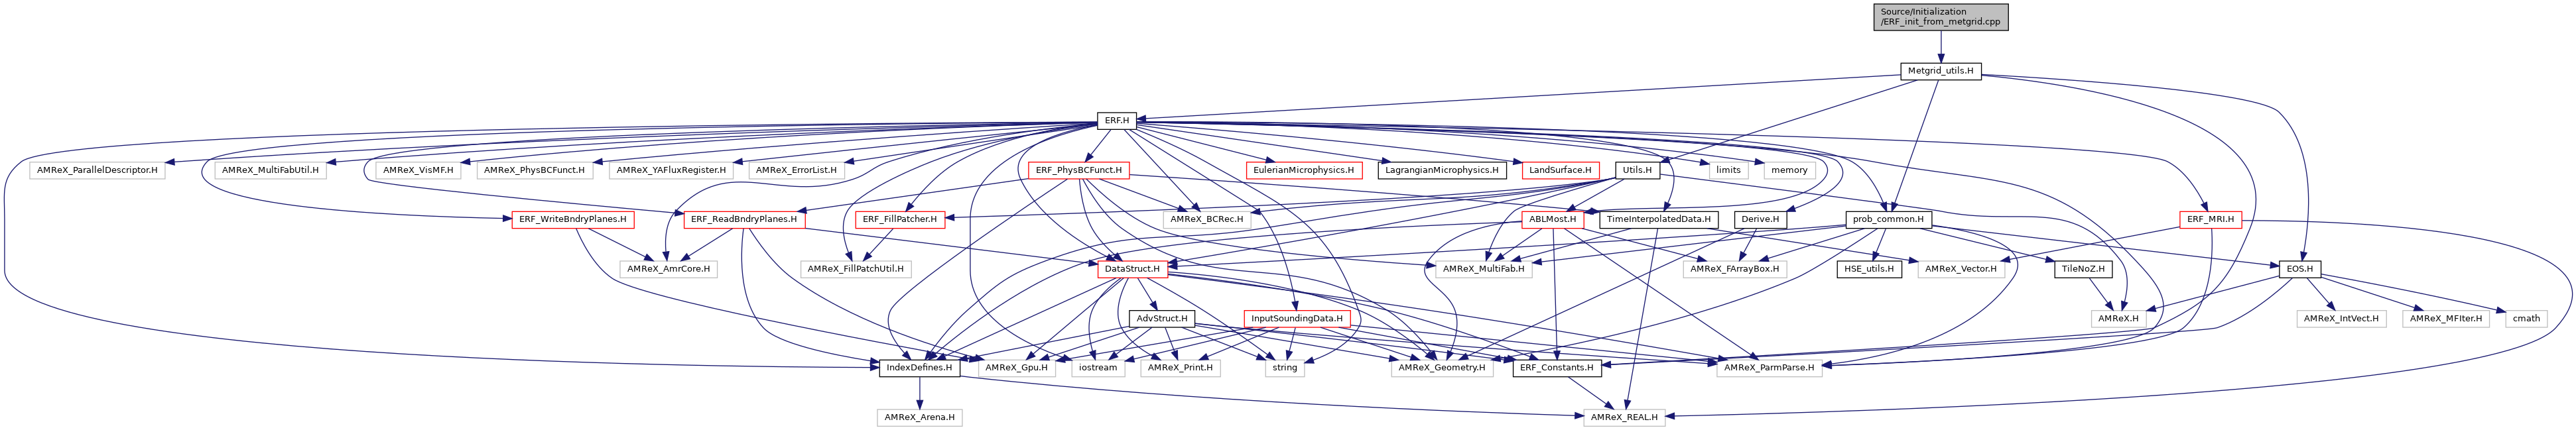 Source/Initialization
/ERF_init_from_metgrid.cpp
Metgrid_utils.H
ERF.H
AMReX_ParallelDescriptor.H
AMReX_MultiFabUtil.H
AMReX_VisMF.H
AMReX_PhysBCFunct.H
AMReX_YAFluxRegister.H
AMReX_ErrorList.H
ERF_PhysBCFunct.H
EulerianMicrophysics.H
LagrangianMicrophysics.H
LandSurface.H
Utils.H
limits
memory
ERF_WriteBndryPlanes.H
ERF_ReadBndryPlanes.H
ERF_FillPatcher.H
AMReX_BCRec.H
ABLMost.H
TimeInterpolatedData.H
Derive.H
prob_common.H
ERF_MRI.H
AMReX_AmrCore.H
AMReX_FillPatchUtil.H
DataStruct.H
AMReX_MultiFab.H
AMReX_FArrayBox.H
HSE_utils.H
AMReX_Vector.H
TileNoZ.H
EOS.H
AdvStruct.H
InputSoundingData.H
AMReX.H
AMReX_IntVect.H
AMReX_MFIter.H
cmath
IndexDefines.H
AMReX_Gpu.H
iostream
AMReX_Print.H
string
AMReX_Geometry.H
ERF_Constants.H
AMReX_ParmParse.H
AMReX_Arena.H
AMReX_REAL.H